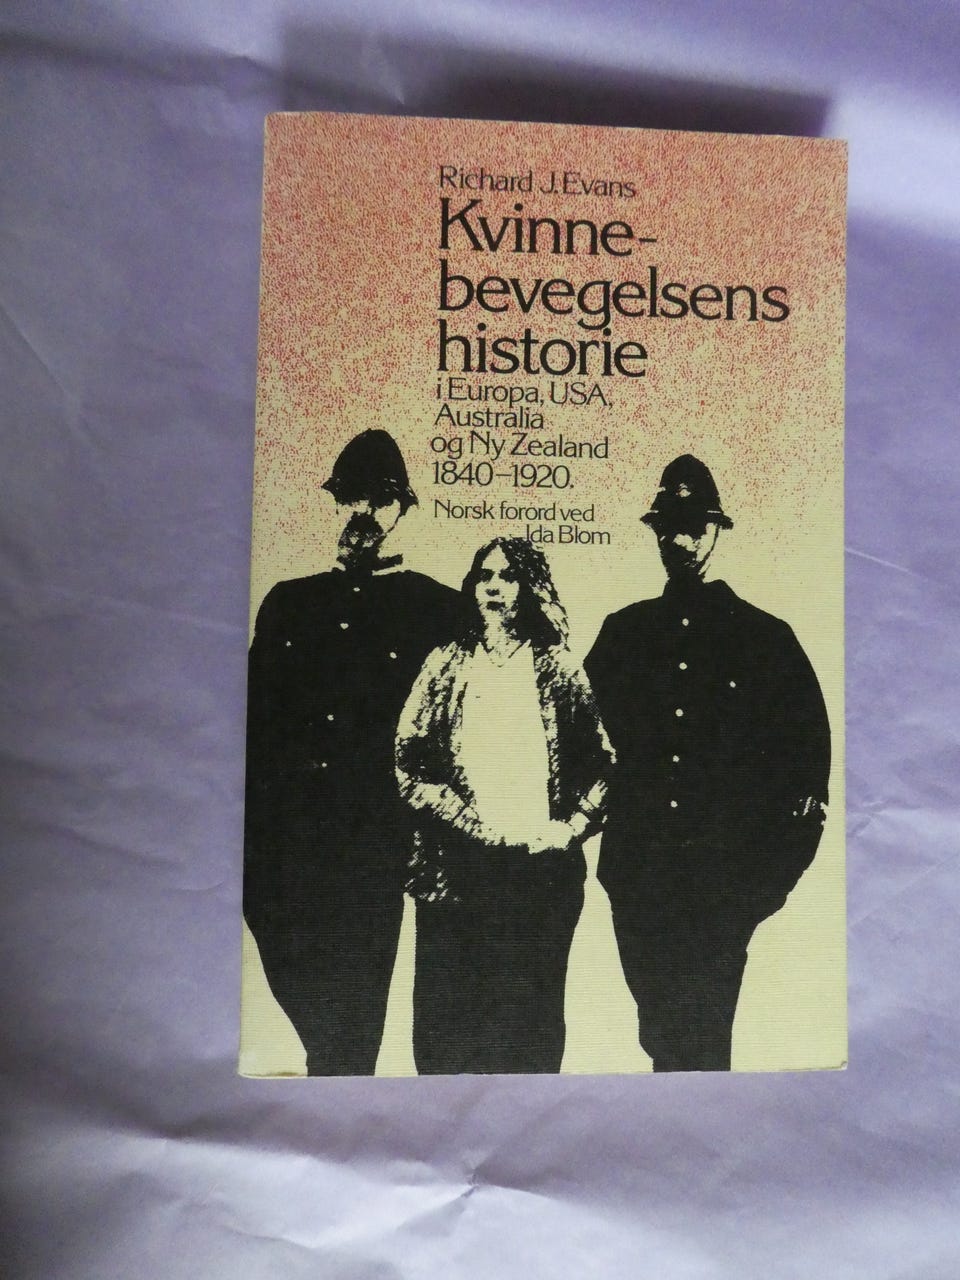 Richard J. Evans
Kvinne-
bevegelsens
historie
i Europa, USA,
Australia
og Ny Zealand
1840–1920.
Norsk forord ved
Ida Blom